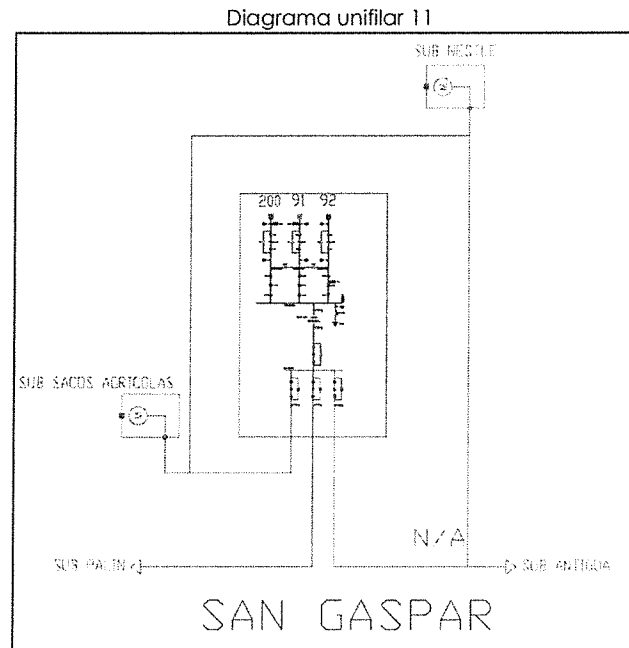 Diagrama unifilar 11
SUB NESTLE
200 91 92
SUB SACOS AGRICOLAS
N/A
SUB PALIN
SUB ANTIGUA
SAN GASPAR